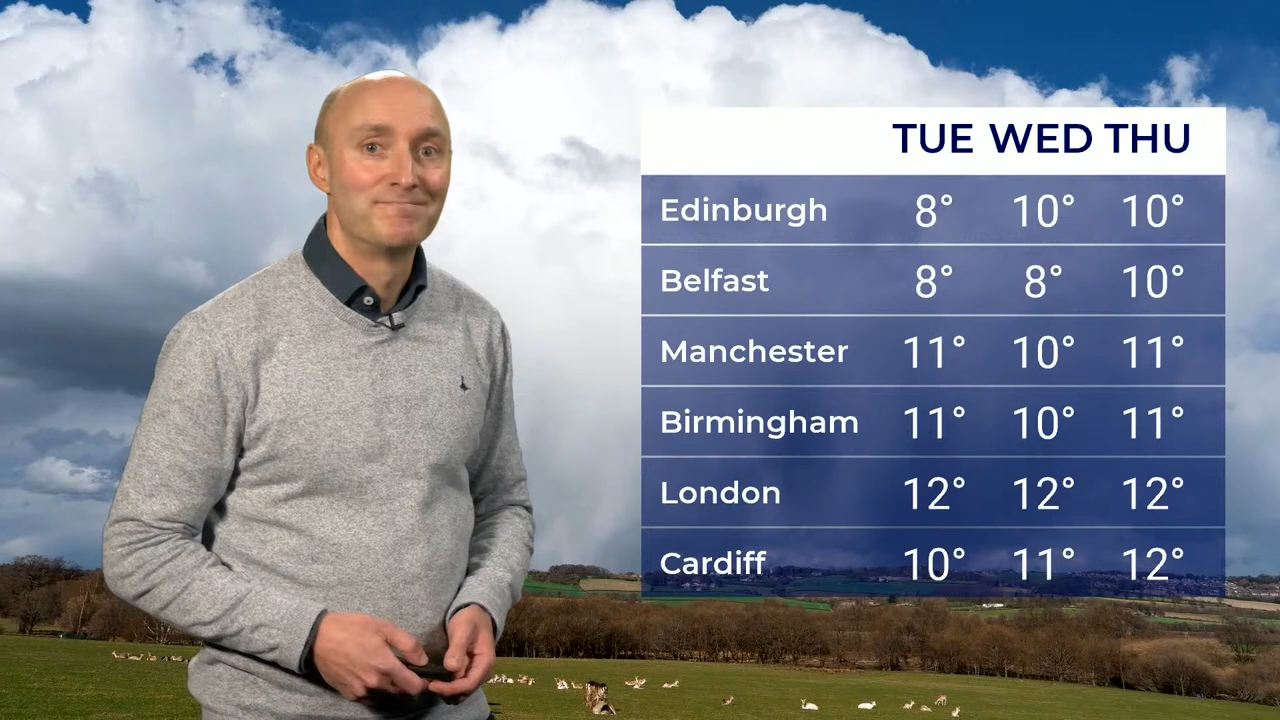 TUE WED THU
Edinburgh 8° 10° 10°
Belfast 8° 8° 10°
Manchester 11° 10° 11°
Birmingham 11° 10° 11°
London 12° 12° 12°
Cardiff 10° 11° 12°